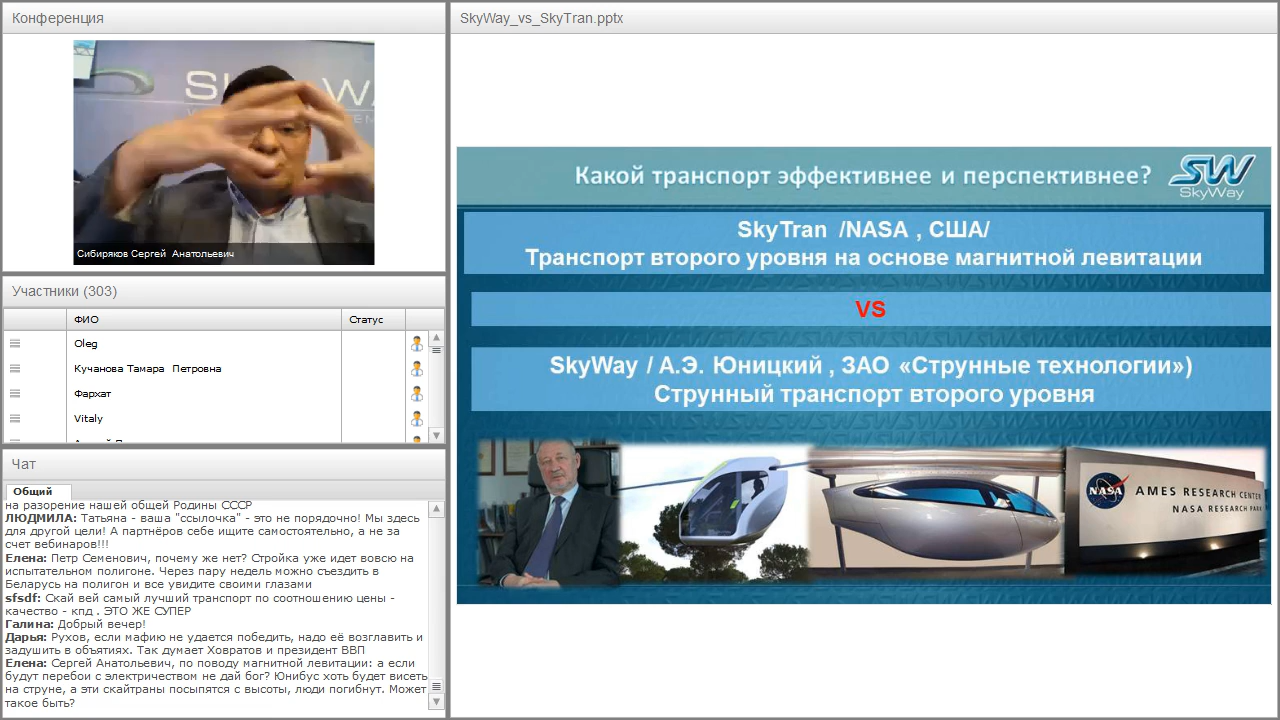 Конференция
SkyWay_vs_SkyTran.pptx
Сибиряков Сергей Анатольевич
Участники (303)
ФИО
Статус
Oleg
Кучанова Тамара Петровна
Фархат
Vitaly
Чат
Общий
на разорение нашей общей Родины СССР
ЛЮДМИЛА: Татьяна - ваша "ссылочка" - это не порядочно! Мы здесь
для другой цели! А партнёров себе ищите самостоятельно, а не за
счет вебинаров!!!
Елена: Петр Семенович, почему же нет? Стройка уже идет вовсю на
испытательном полигоне. Через пару недель можно съездить в
Беларусь на полигон и все увидите своими глазами
sfsdf: Скай вей самый лучший транспорт по соотношению цены -
качество - кпд . ЭТО ЖЕ СУПЕР
Галина: Добрый вечер!
Дарья: Рухов, если мафию не удается победить, надо её возглавить и
задушить в объятиях. Так думает Ховратов и президент ВВП
Елена: Сергей Анатольевич, по поводу магнитной левитации: а если
будут перебои с электричеством не дай бог? Юнибус хоть будет висеть
на струне, а эти скайтраны посыпятся с высоты, люди погибнут. Может
такое быть?
Какой транспорт эффективнее и перспективнее?
SW
SkyWay
SkyTran /NASA , США/
Транспорт второго уровня на основе магнитной левитации
VS
SkyWay / А.Э. Юницкий , ЗАО «Струнные технологии»)
Струнный транспорт второго уровня
NASA
AMES RESEARCH CENTER
NASA RESEARCH PARK